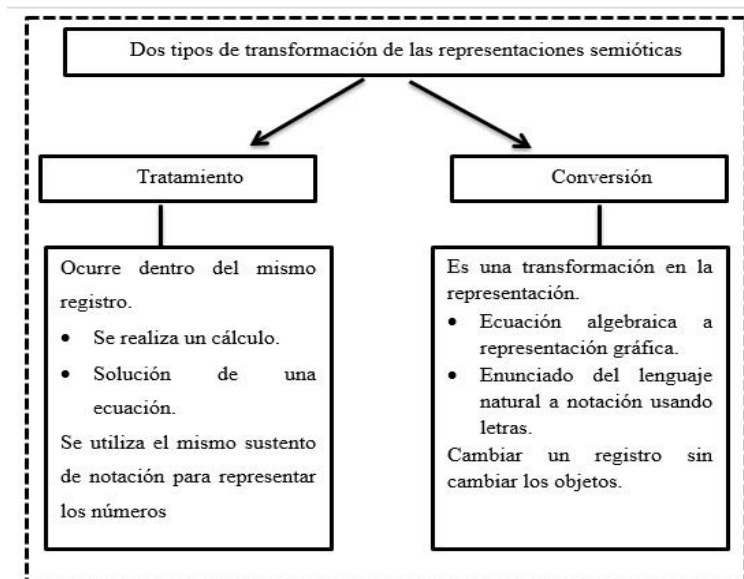 Dos tipos de transformación de las representaciones semióticas
Tratamiento
Conversión
Ocurre dentro del mismo
registro.
• Se realiza un cálculo.
• Solución de una
ecuación.
Se utiliza el mismo sustento
de notación para representar
los números
Es una transformación en la
representación.
• Ecuación algebraica a
representación gráfica.
• Enunciado del lenguaje
natural a notación usando
letras.
Cambiar un registro sin
cambiar los objetos.